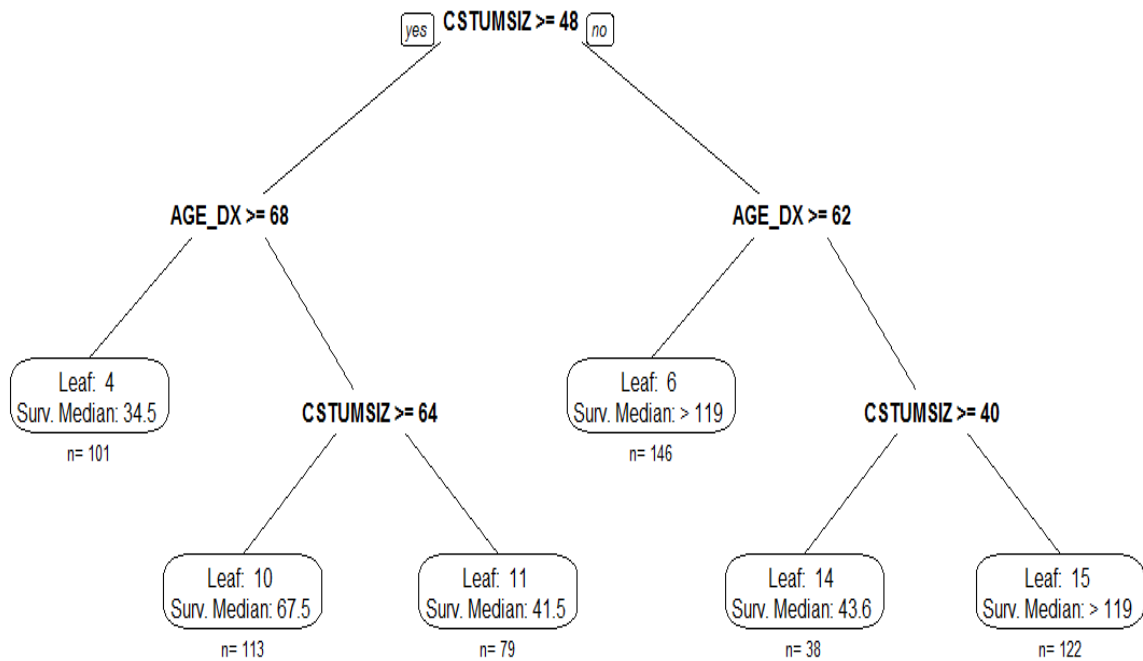 yes CSTUMSIZ >= 48 no
AGE_DX >= 68
AGE_DX >= 62
Leaf: 4
Surv. Median: 34.5
n= 101
CSTUMSIZ >= 64
Leaf: 6
Surv. Median: > 119
n= 146
CSTUMSIZ >= 40
Leaf: 10
Surv. Median: 67.5
n= 113
Leaf: 11
Surv. Median: 41.5
n= 79
Leaf: 14
Surv. Median: 43.6
n= 38
Leaf: 15
Surv. Median: > 119
n= 122